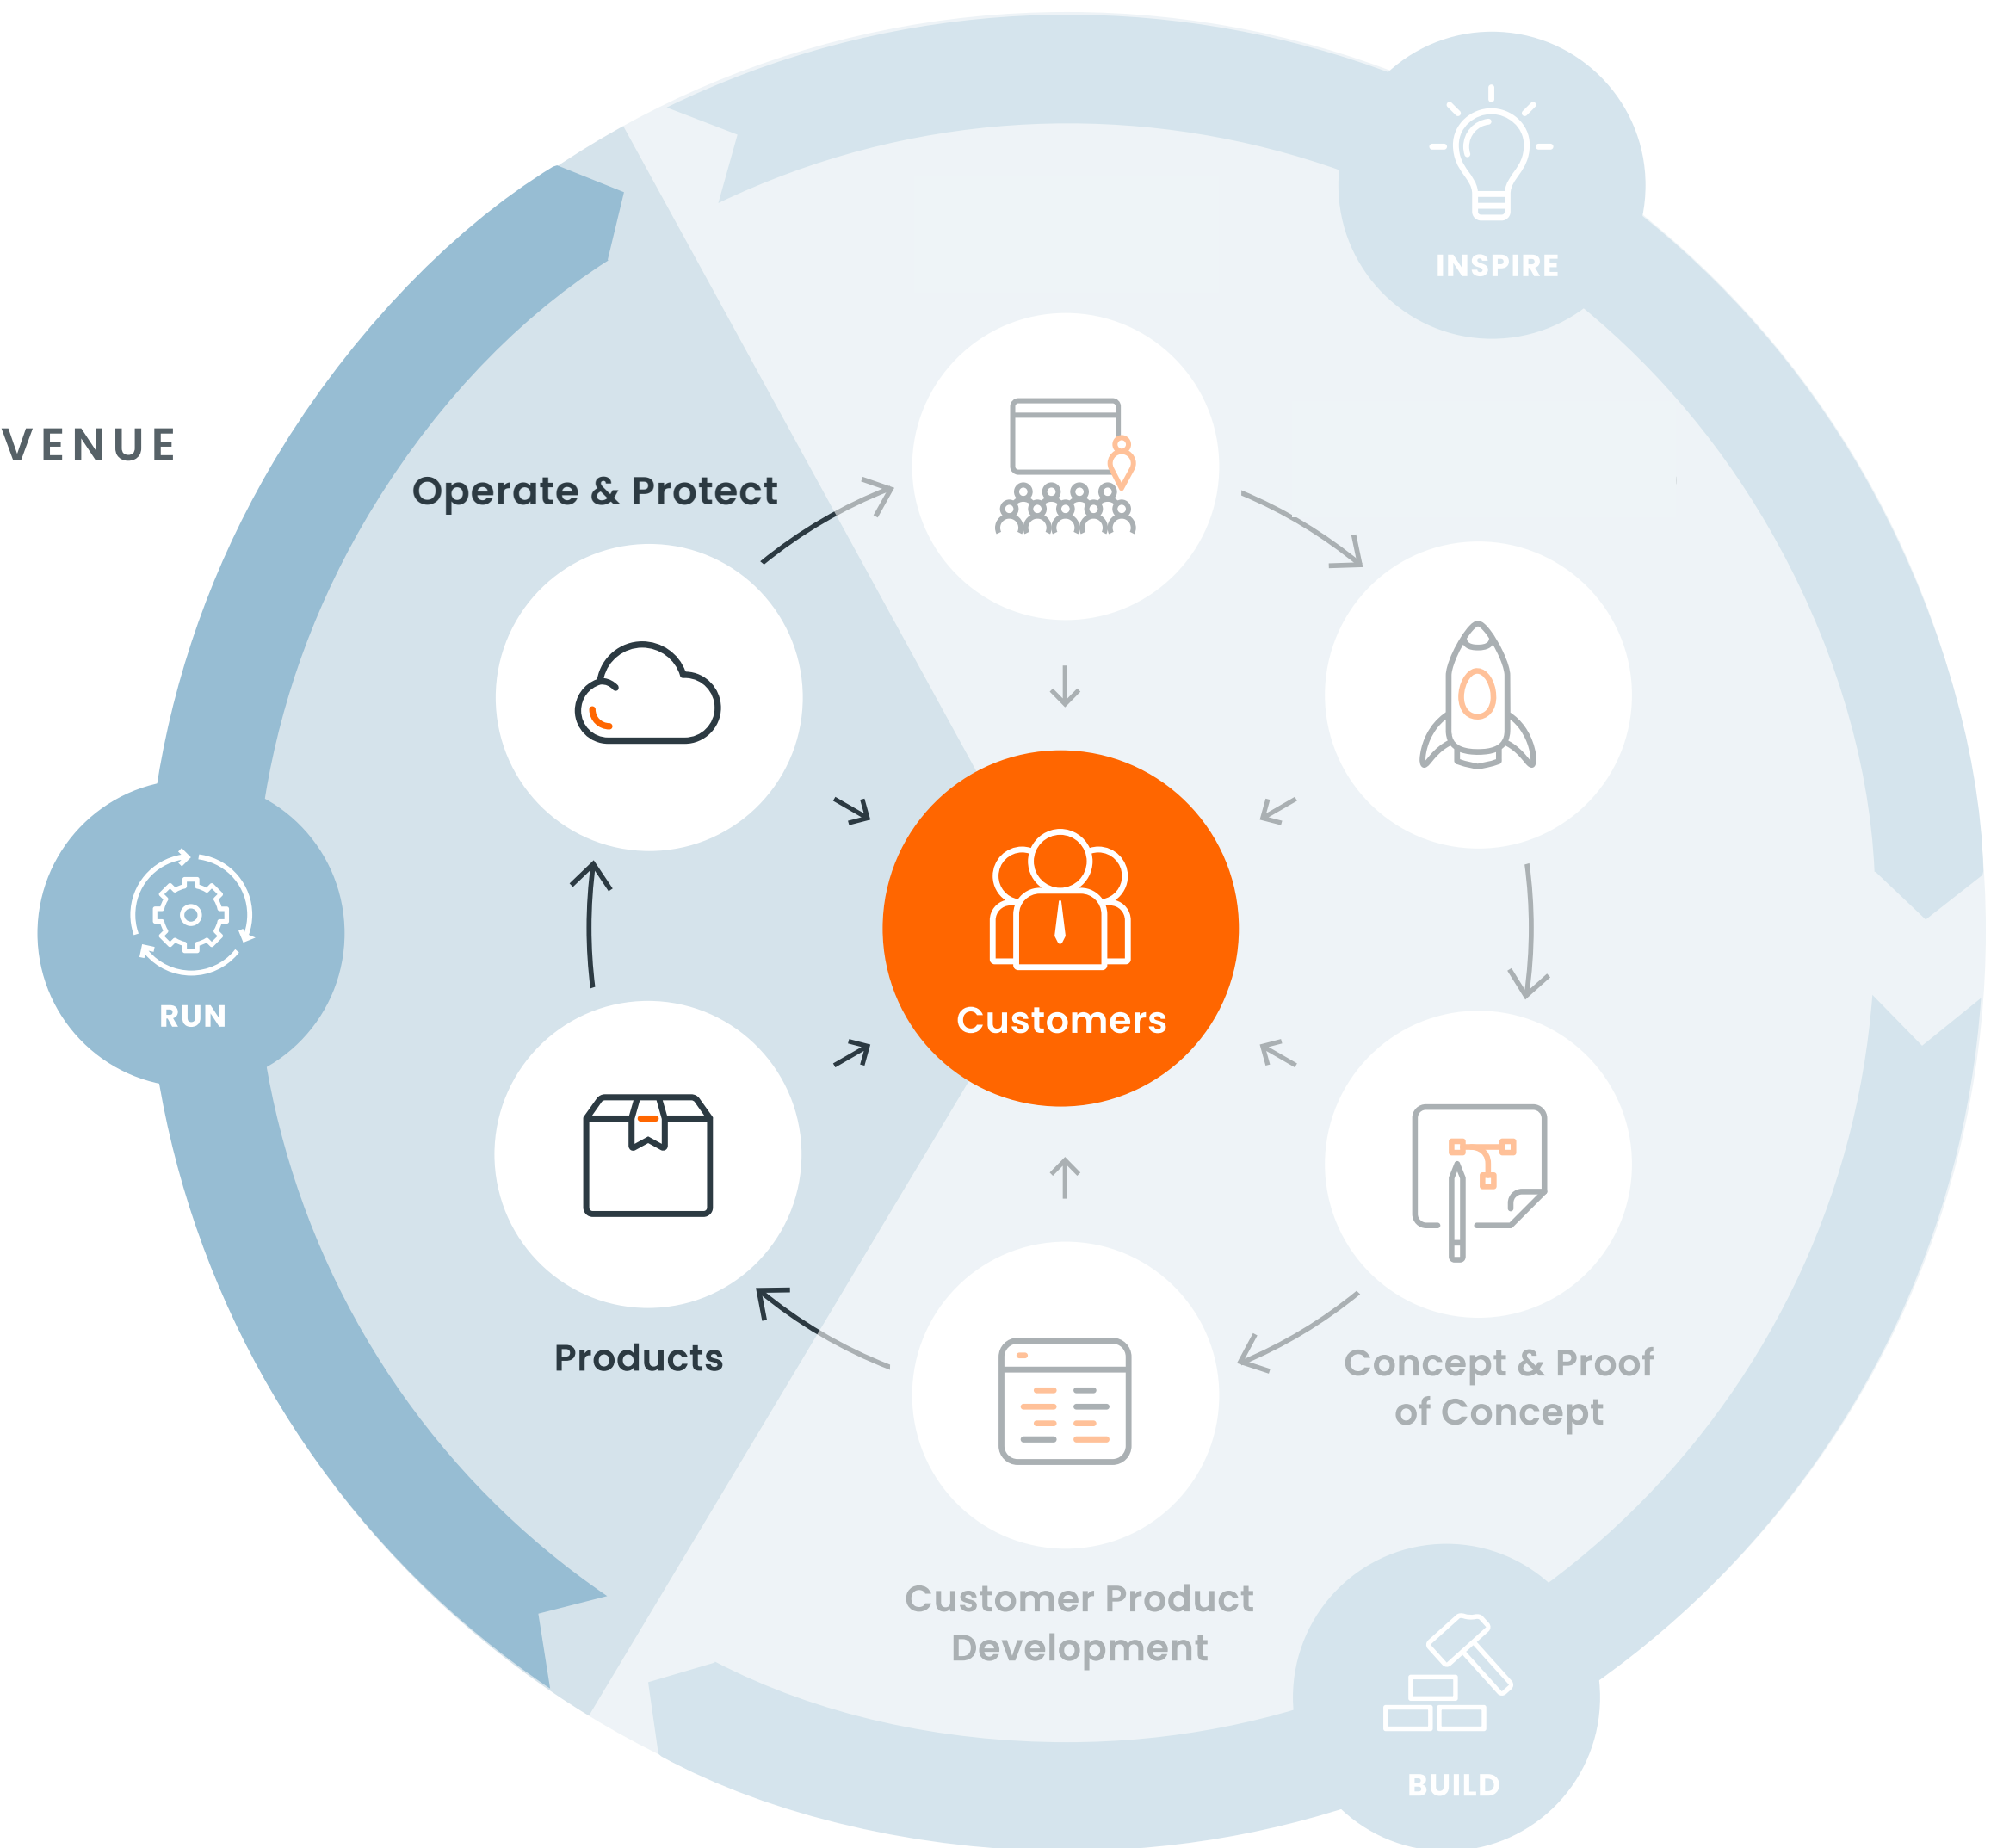 INSPIRE
VENUE
Operate & Protect
RUN
Customers
Products
Concept & Proof
of Concept
Customer Product
Development
BUILD